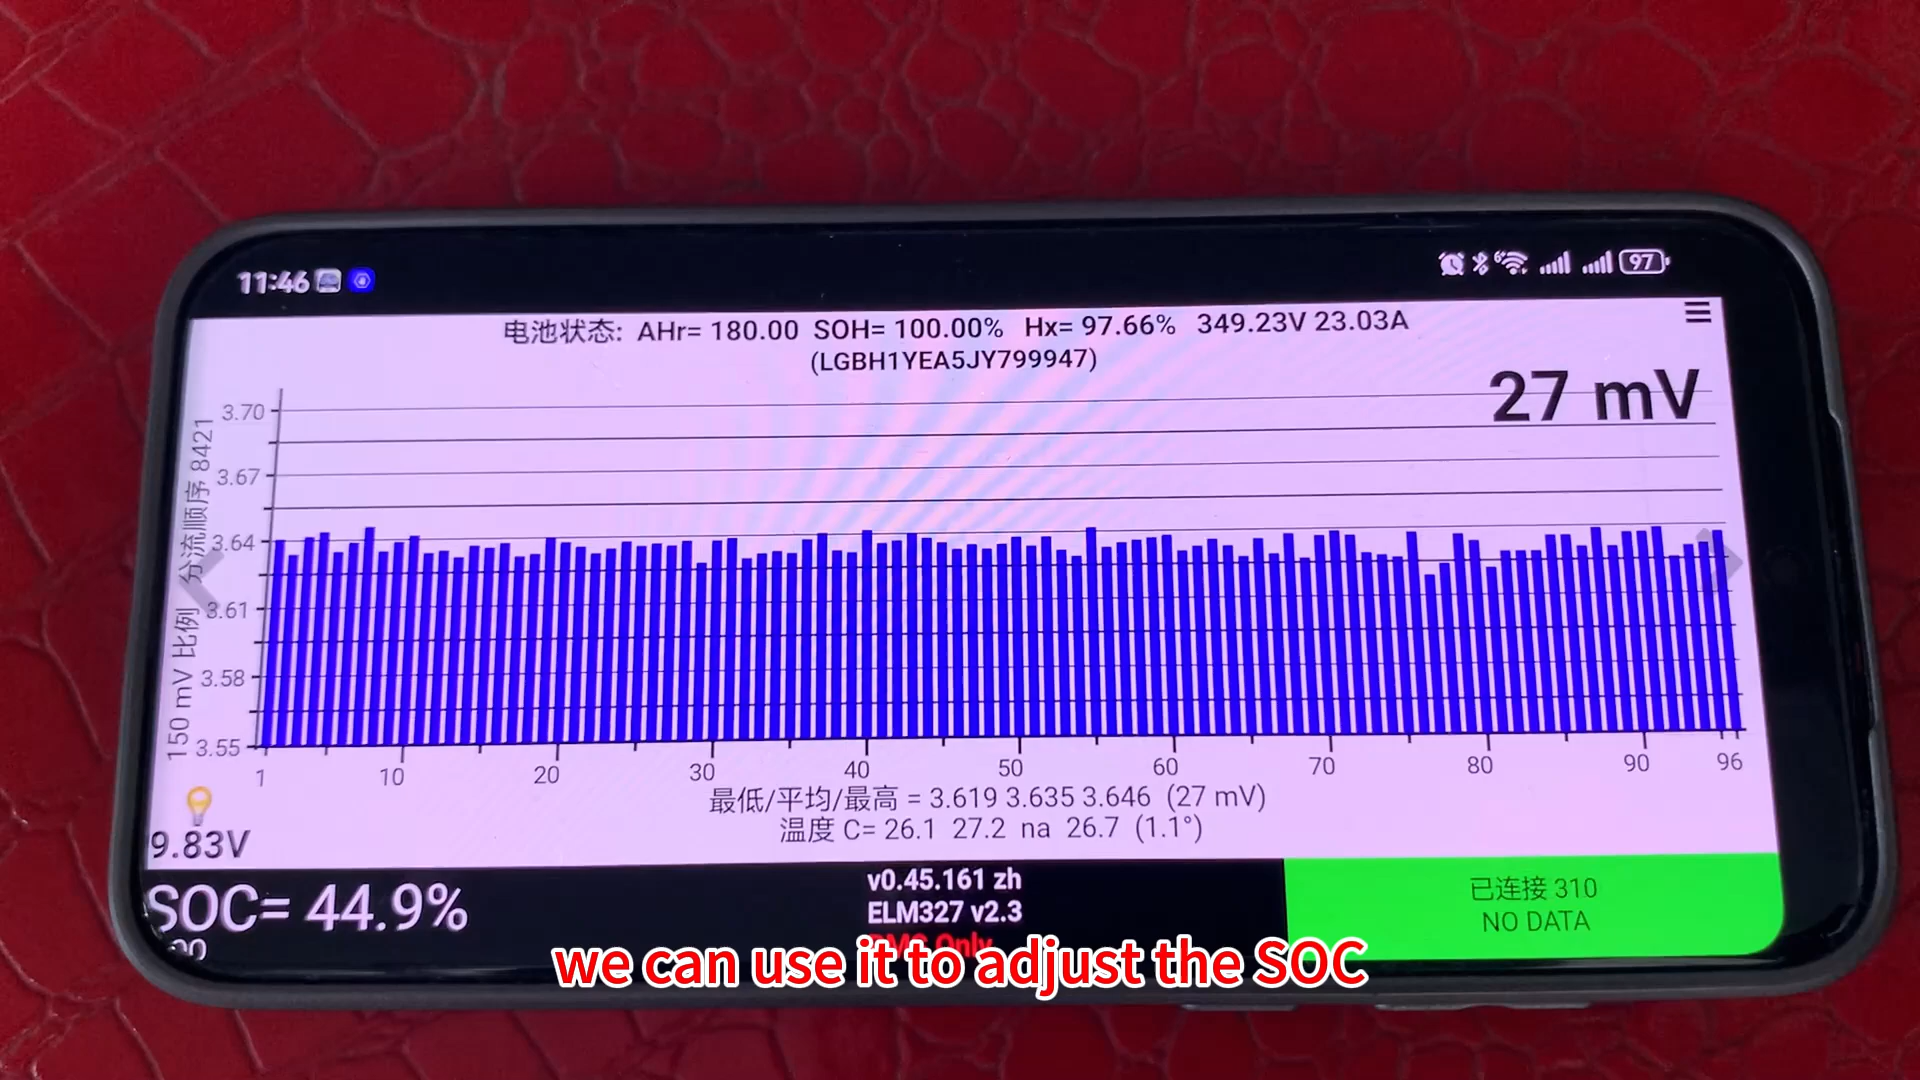 11:46
97
电池状态: AHr= 180.00 SOH= 100.00% Hx= 97.66% 349.23V 23.03A
(LGBH1YEA5JY799947)
27 mV
150 mV 比例 分流顺序 8421
3.70
3.67
3.64
3.61
3.58
3.55
1 10 20 30 40 50 60 70 80 90 96
最低/平均/最高 = 3.619 3.635 3.646 (27 mV)
温度 C= 26.1 27.2 na 26.7 (1.1°)
9.83V
SOC= 44.9%
v0.45.161 zh
ELM327 v2.3
已连接 310
NO DATA
we can use it to adjust the SOC